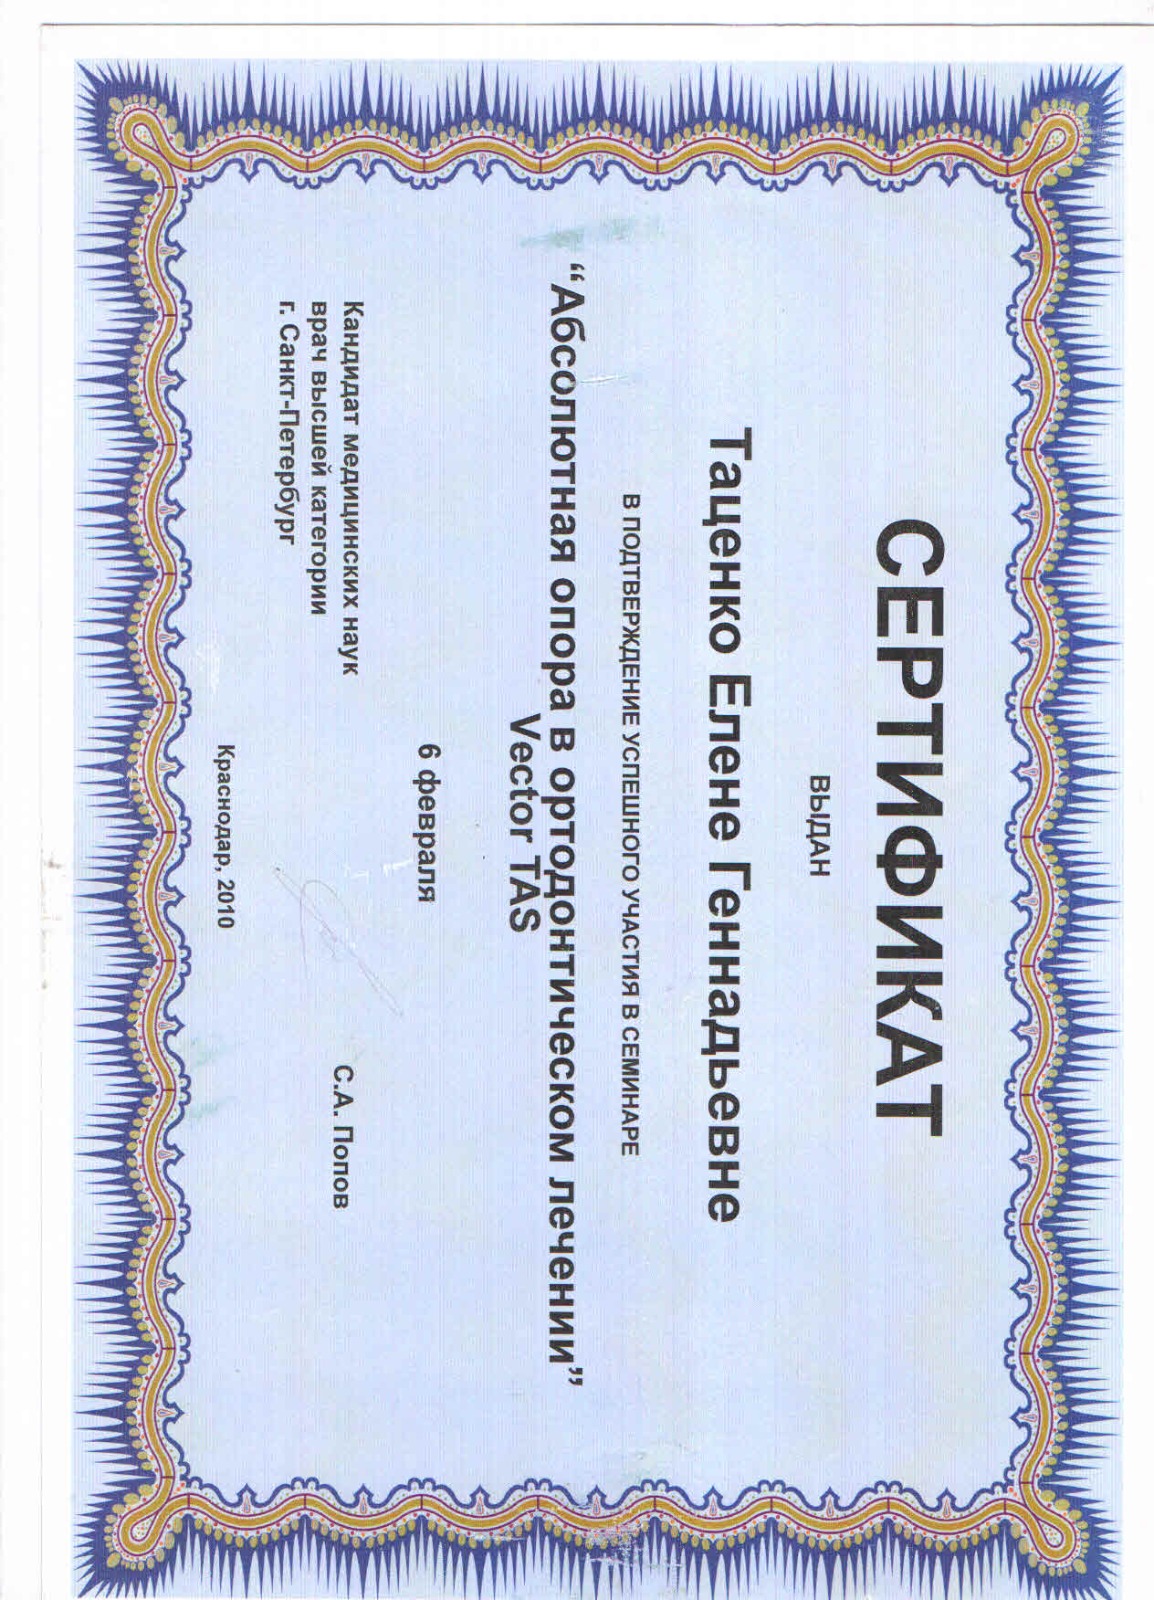 СЕРТИФИКАТ
ВЫДАН
Таценко Елене Геннадьевне
В ПОДТВЕРЖДЕНИЕ УСПЕШНОГО УЧАСТИЯ В СЕМИНАРЕ
“Абсолютная опора в ортодонтическом лечении”
Vector TAS
6 февраля
Кандидат медицинских наук
врач высшей категории
г. Санкт-Петербург
С.А. Попов
Краснодар, 2010